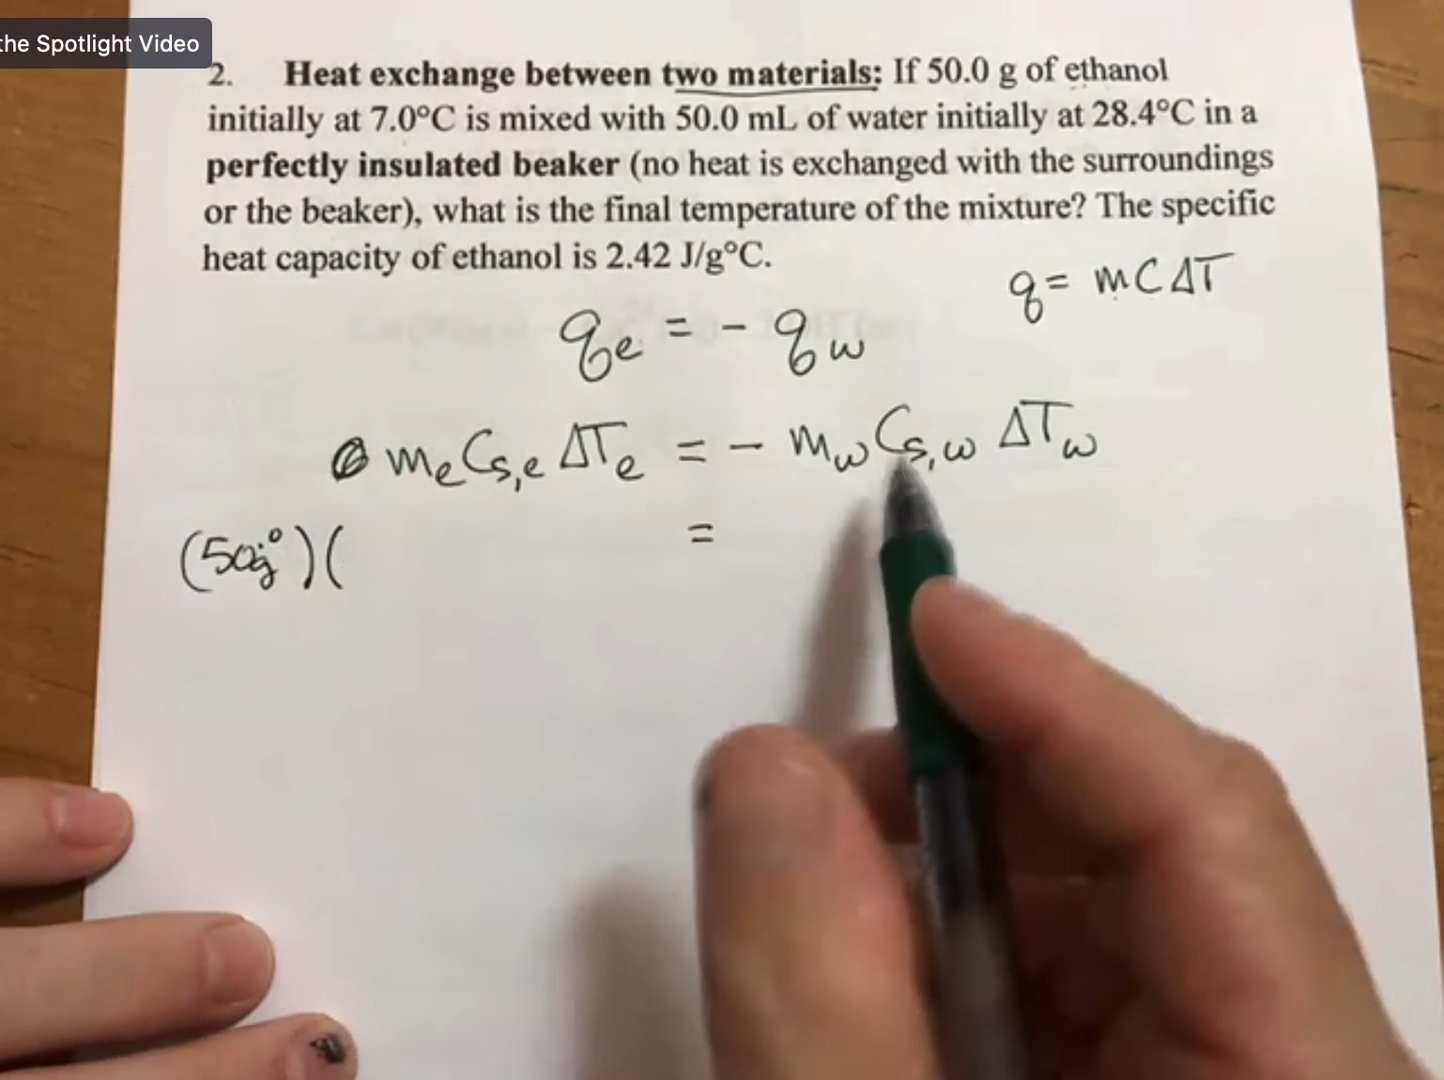 the Spotlight Video
2. Heat exchange between two materials: If 50.0 g of ethanol
initially at 7.0°C is mixed with 50.0 mL of water initially at 28.4°C in a
perfectly insulated beaker (no heat is exchanged with the surroundings
or the beaker), what is the final temperature of the mixture? The specific
heat capacity of ethanol is 2.42 J/g°C.
q = mCΔT
qe = - qw
meCs,e ΔTe = - mwCs,w ΔTw
(50g°)( =